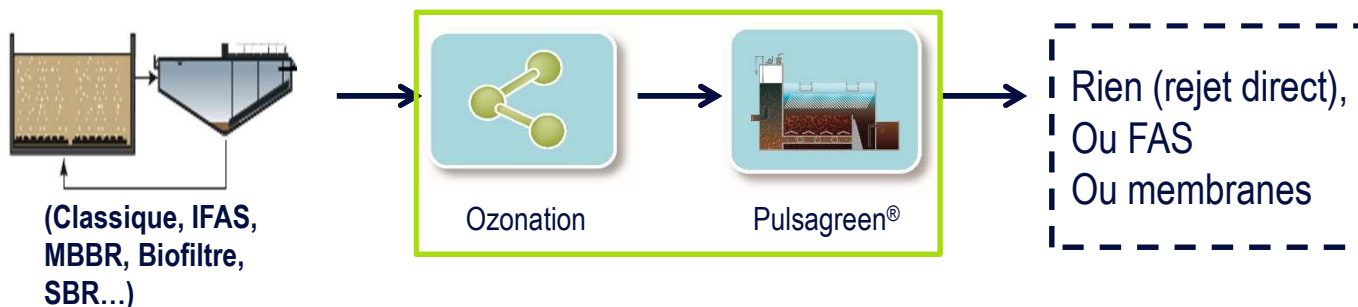 (Classique, IFAS,
MBBR, Biofiltre,
SBR…)
Ozonation
Pulsagreen®
Rien (rejet direct),
Ou FAS
Ou membranes